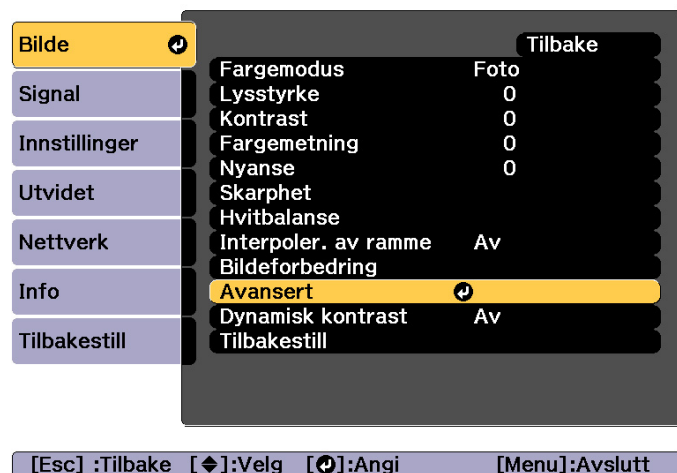 Bilde
Signal
Innstillinger
Utvidet
Nettverk
Info
Tilbakestill
Tilbake
Fargemodus Foto
Lysstyrke 0
Kontrast 0
Fargemetning 0
Nyanse 0
Skarphet
Hvitbalanse
Interpoler. av ramme Av
Bildeforbedring
Avansert
Dynamisk kontrast Av
Tilbakestill
[Esc] :Tilbake [◆]:Velg [↵]:Angi [Menu]:Avslutt